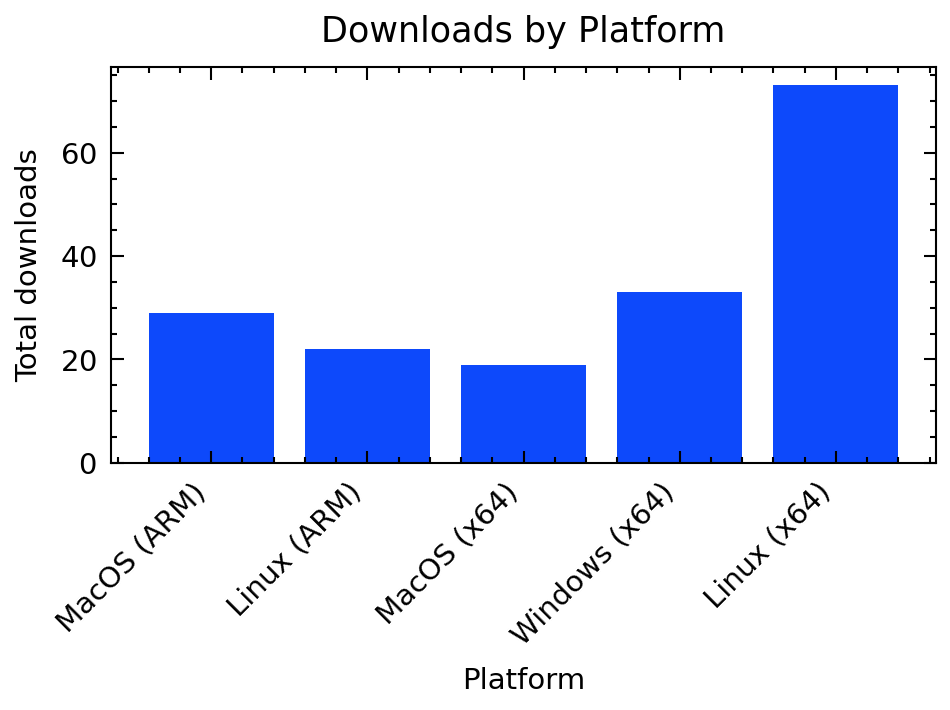 Downloads by Platform
Total downloads
60
40
20
0
MacOS (ARM)
Linux (ARM)
MacOS (x64)
Windows (x64)
Linux (x64)
Platform